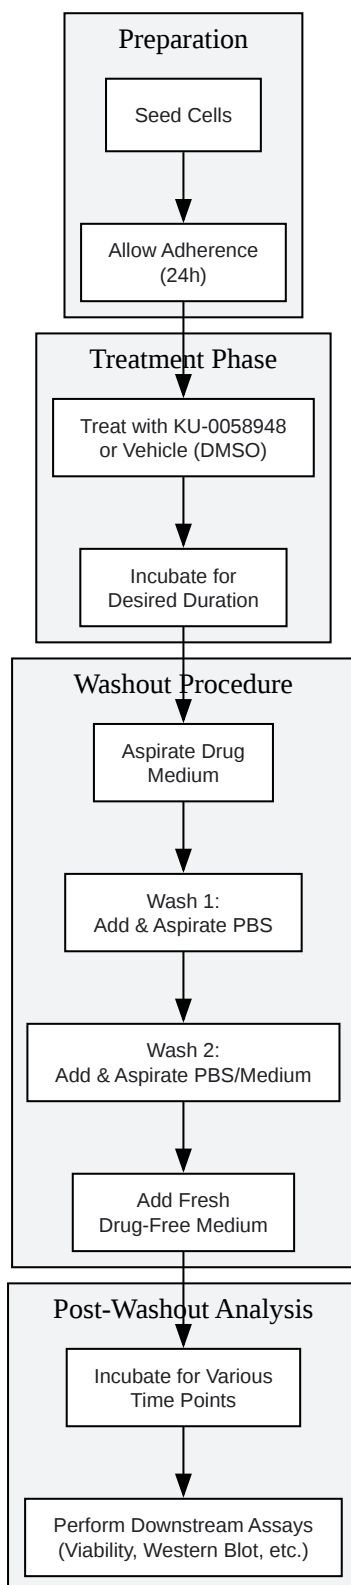 Preparation
Seed Cells
Allow Adherence
(24h)
Treatment Phase
Treat with KU-0058948
or Vehicle (DMSO)
Incubate for
Desired Duration
Washout Procedure
Aspirate Drug
Medium
Wash 1:
Add & Aspirate PBS
Wash 2:
Add & Aspirate PBS/Medium
Add Fresh
Drug-Free Medium
Post-Washout Analysis
Incubate for Various
Time Points
Perform Downstream Assays
(Viability, Western Blot, etc.)